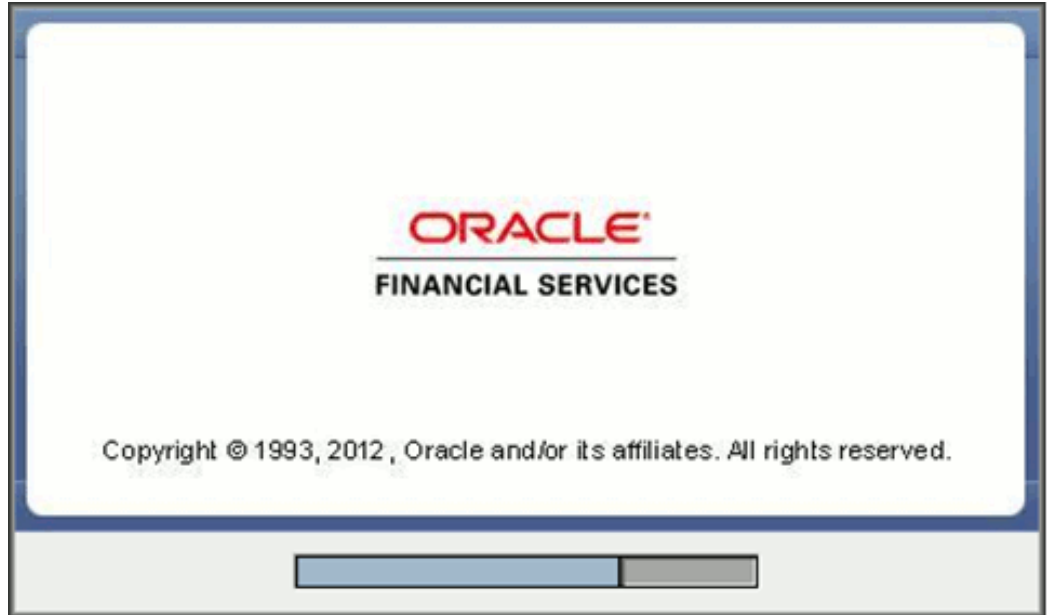 ORACLE
FINANCIAL SERVICES
Copyright © 1993, 2012 , Oracle and/or its affiliates. All rights reserved.